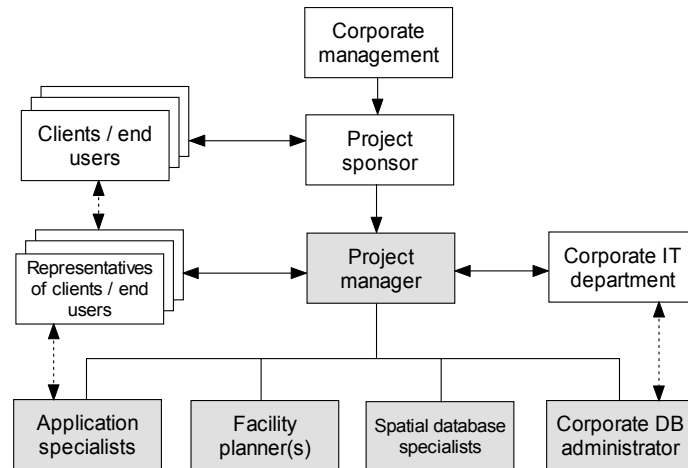 Corporate
management
Clients / end
users
Project
sponsor
Representatives
of clients / end
users
Project
manager
Corporate IT
department
Application
specialists
Facility
planner(s)
Spatial database
specialists
Corporate DB
administrator